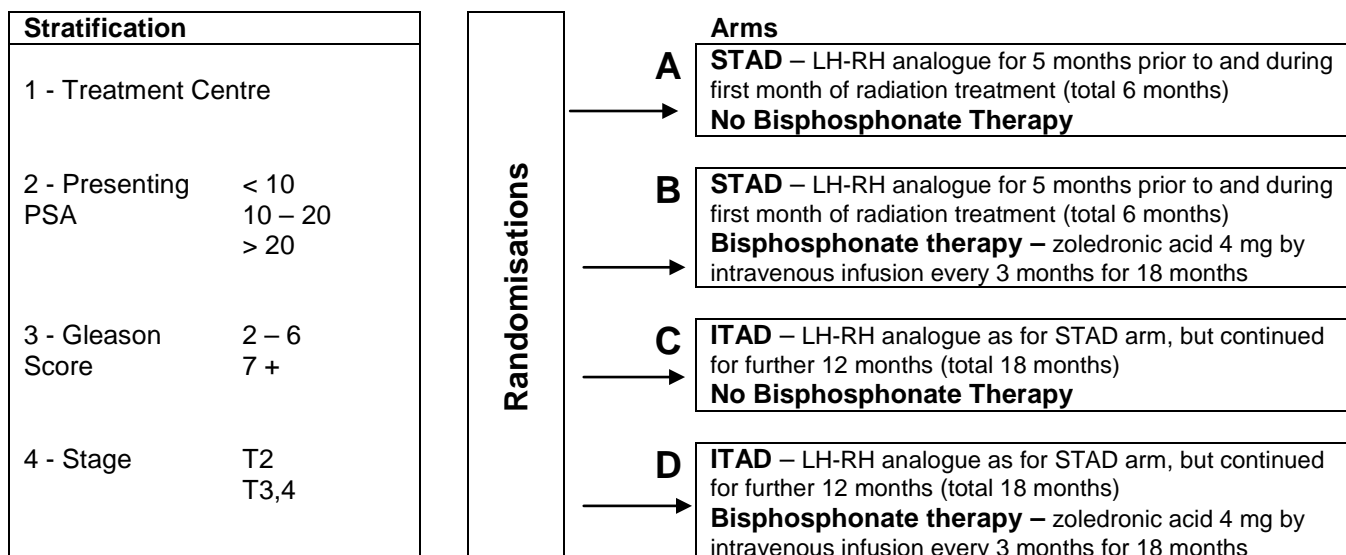 Stratification
1 - Treatment Centre
2 - Presenting < 10
PSA 10 – 20
> 20
3 - Gleason 2 – 6
Score 7 +
4 - Stage T2
T3,4
Randomisations
Arms
A
STAD – LH-RH analogue for 5 months prior to and during
first month of radiation treatment (total 6 months)
No Bisphosphonate Therapy
B
STAD – LH-RH analogue for 5 months prior to and during
first month of radiation treatment (total 6 months)
Bisphosphonate therapy – zoledronic acid 4 mg by
intravenous infusion every 3 months for 18 months
C
ITAD – LH-RH analogue as for STAD arm, but continued
for further 12 months (total 18 months)
No Bisphosphonate Therapy
D
ITAD – LH-RH analogue as for STAD arm, but continued
for further 12 months (total 18 months)
Bisphosphonate therapy – zoledronic acid 4 mg by
intravenous infusion every 3 months for 18 months